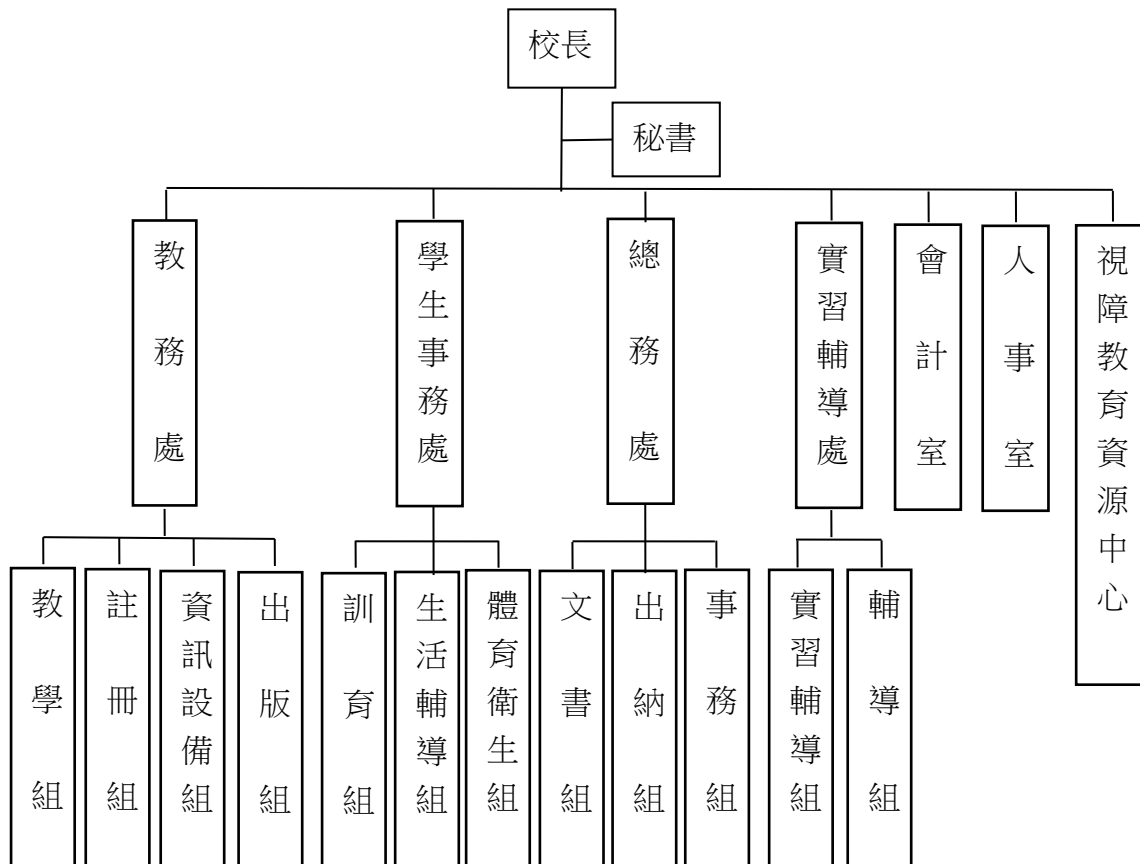 校長
秘書
教務處
學生事務處
總務處
實習輔導處
會計室
人事室
視障教育資源中心
教學組
註冊組
資訊設備組
出版組
訓育組
生活輔導組
體育衛生組
文書組
出納組
事務組
實習輔導組
輔導組